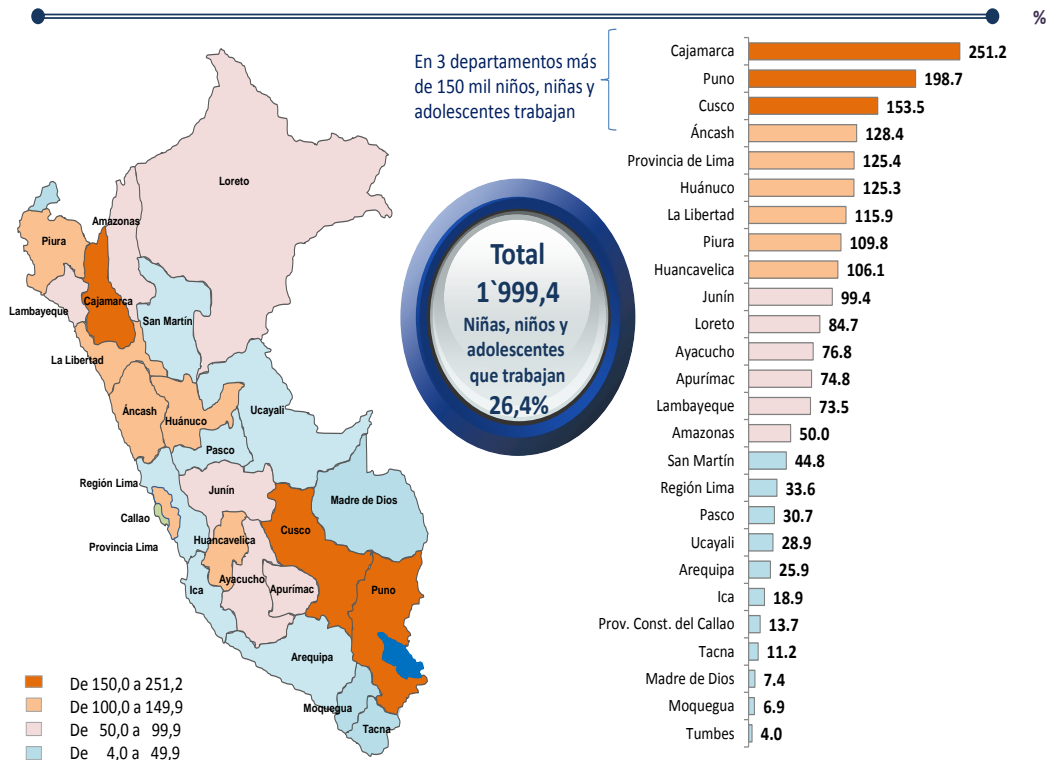 %
En 3 departamentos más
de 150 mil niños, niñas y
adolescentes trabajan
Cajamarca 251.2
Puno 198.7
Cusco 153.5
Áncash 128.4
Provincia de Lima 125.4
Huánuco 125.3
La Libertad 115.9
Piura 109.8
Huancavelica 106.1
Junín 99.4
Loreto 84.7
Ayacucho 76.8
Apurímac 74.8
Lambayeque 73.5
Amazonas 50.0
San Martín 44.8
Región Lima 33.6
Pasco 30.7
Ucayali 28.9
Arequipa 25.9
Ica 18.9
Prov. Const. del Callao 13.7
Tacna 11.2
Madre de Dios 7.4
Moquegua 6.9
Tumbes 4.0
Total
1`999,4
Niñas, niños y
adolescentes
que trabajan
26,4%
Loreto
Amazonas
Piura
Cajamarca
Lambayeque
San Martín
La Libertad
Áncash
Huánuco
Ucayali
Pasco
Región Lima
Junín
Madre de Dios
Callao
Cusco
Provincia Lima
Huancavelica
Ayacucho
Apurímac
Ica
Puno
Arequipa
Moquegua
Tacna
De 150,0 a 251,2
De 100,0 a 149,9
De 50,0 a 99,9
De 4,0 a 49,9